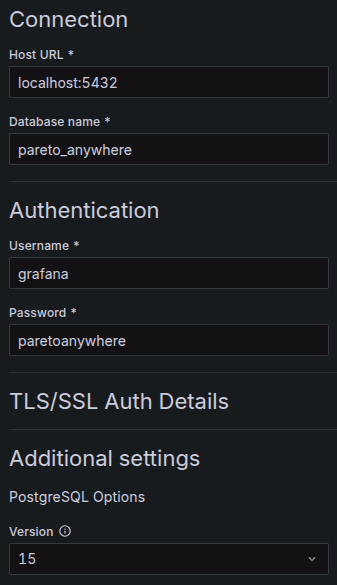 Connection
Host URL *
localhost:5432
Database name *
pareto_anywhere
Authentication
Username *
grafana
Password *
paretoanywhere
TLS/SSL Auth Details
Additional settings
PostgreSQL Options
Version
15